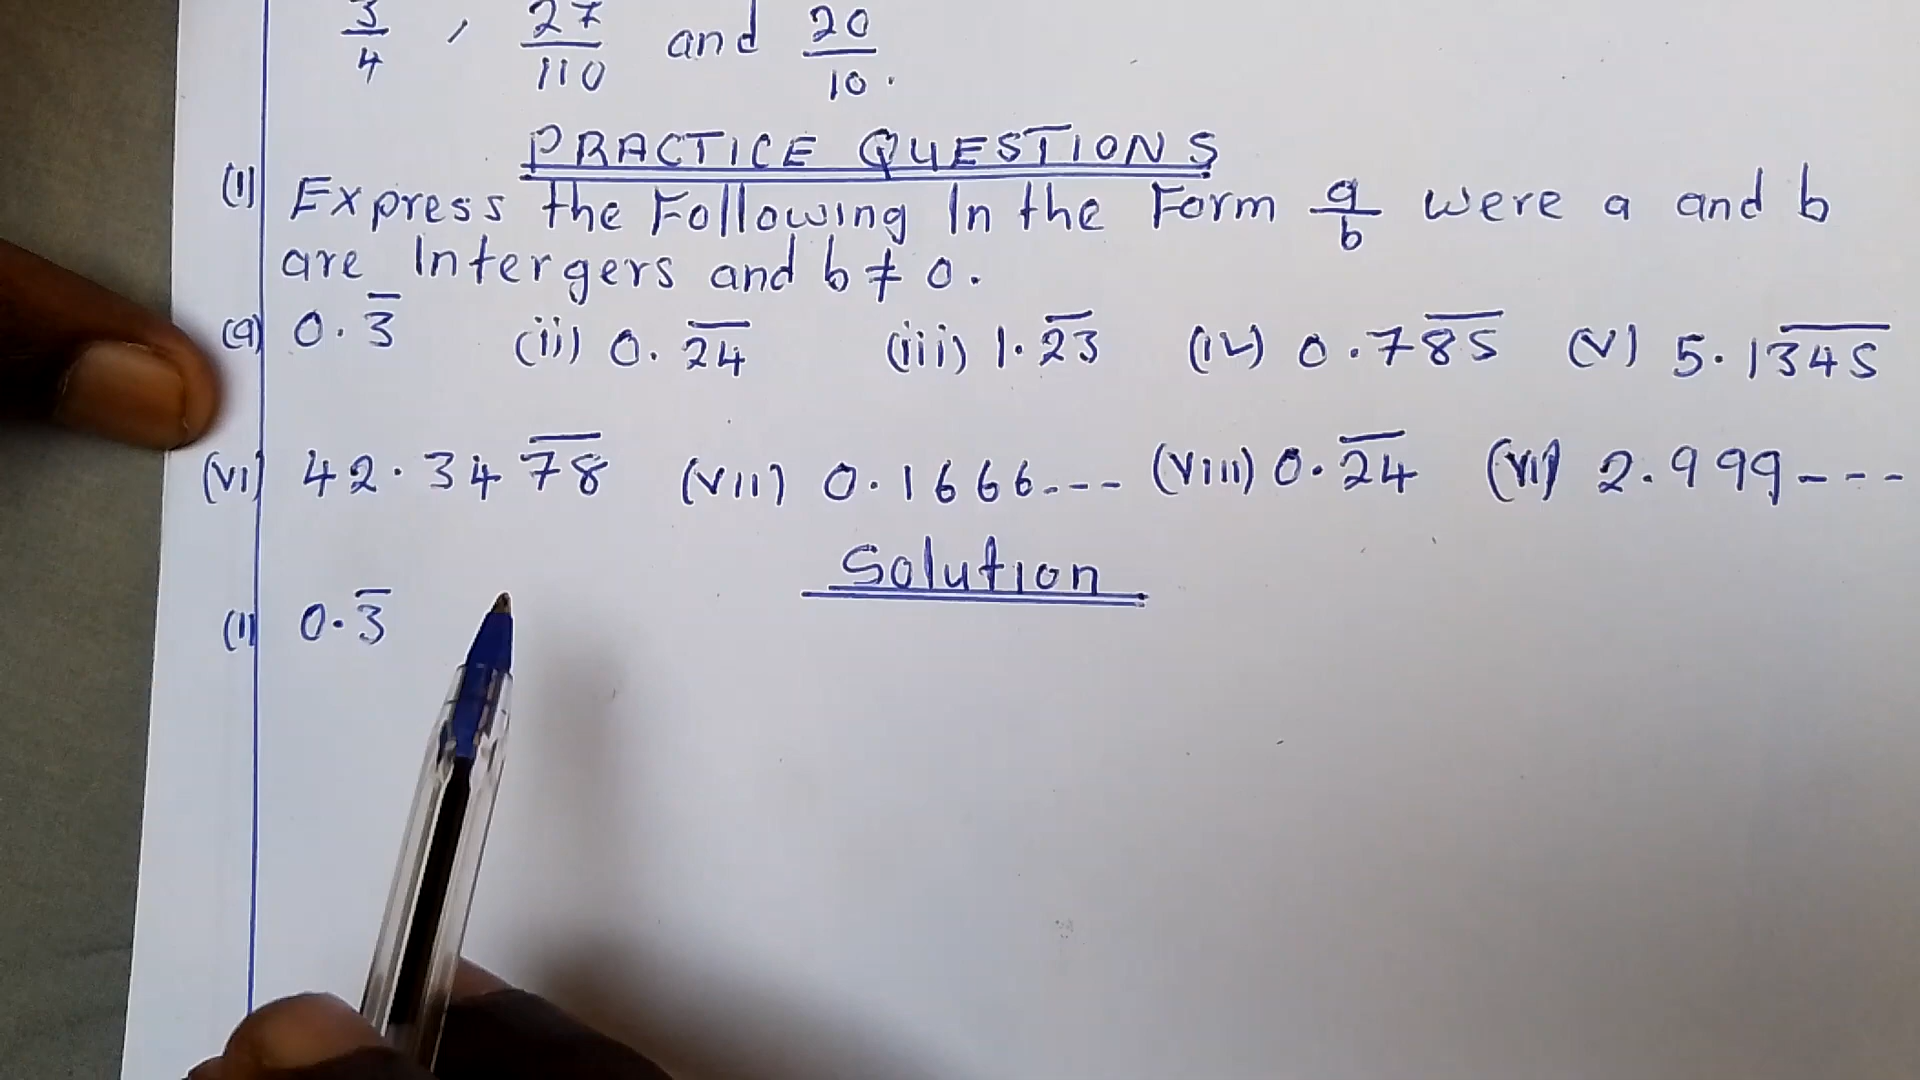 3/4 , 27/110 and 20/10.
PRACTICE QUESTIONS
(1) Express the Following In the Form a/b were a and b
are Intergers and b ≠ 0.
(a) 0.3̅ (ii) 0.2̅4̅ (iii) 1.2̅3̅ (iv) 0.78̅5̅ (v) 5.13̅4̅5̅
(vi) 42.347̅8̅ (vii) 0.1666--- (viii) 0.2̅4̅ (vi) 2.999---
Solution
(1) 0.3̅